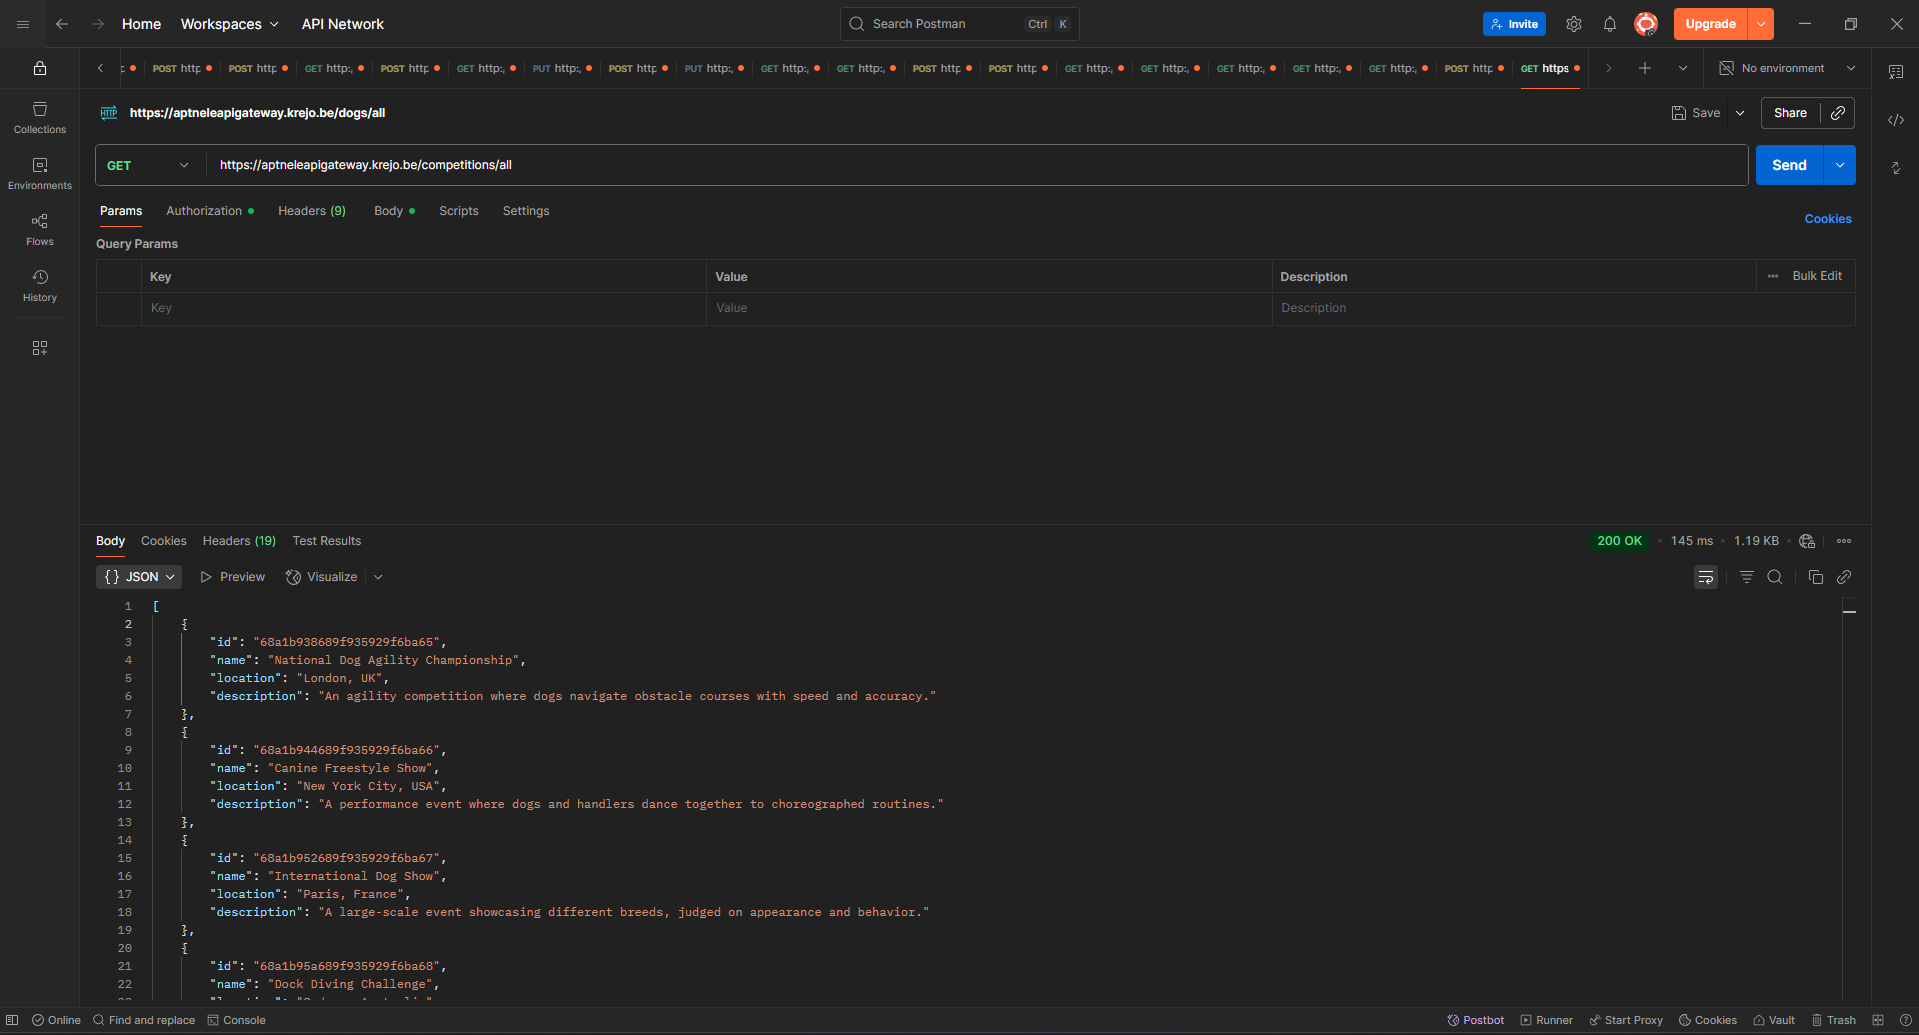 Home Workspaces API Network Search Postman Ctrl K Invite Upgrade
POST http POST http GET http:, POST http GET http:, PUT http:, POST http PUT http:, GET http:, GET http:, POST http POST http GET http:, GET http:, GET http:, GET http:, GET http:, POST http GET https No environment
HTTP https://aptneleapigateway.krejo.be/dogs/all Save Share
Collections
Environments
Flows
History
GET https://aptneleapigateway.krejo.be/competitions/all Send
Params Authorization Headers (9) Body Scripts Settings Cookies
Query Params
Key Value Description Bulk Edit
Key Value Description
Body Cookies Headers (19) Test Results 200 OK 145 ms 1.19 KB
{} JSON Preview Visualize
1 [
2 {
3 "id": "68a1b938689f935929f6ba65",
4 "name": "National Dog Agility Championship",
5 "location": "London, UK",
6 "description": "An agility competition where dogs navigate obstacle courses with speed and accuracy."
7 },
8 {
9 "id": "68a1b944689f935929f6ba66",
10 "name": "Canine Freestyle Show",
11 "location": "New York City, USA",
12 "description": "A performance event where dogs and handlers dance together to choreographed routines."
13 },
14 {
15 "id": "68a1b952689f935929f6ba67",
16 "name": "International Dog Show",
17 "location": "Paris, France",
18 "description": "A large-scale event showcasing different breeds, judged on appearance and behavior."
19 },
20 {
21 "id": "68a1b95a689f935929f6ba68",
22 "name": "Dock Diving Challenge",
Online Find and replace Console Postbot Runner Start Proxy Cookies Vault Trash